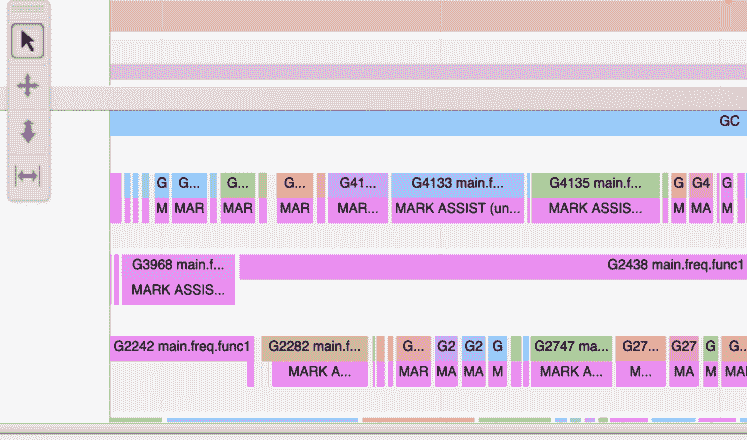 GC
G G... G... G... G41... G4133 main.f... G4135 main.f... G G4 G
M MAR MAR MAR MAR... MARK ASSIST (un... MARK ASSIS... M MA M
G3968 main.f... G2438 main.freq.func1
MARK ASSIS...
G2242 main.freq.func1 G2282 main.f... G... G2 G2 G G2747 ma... G27... G27 G G...
MARK A... MAR MA MA M MARK A... M... MA M MA